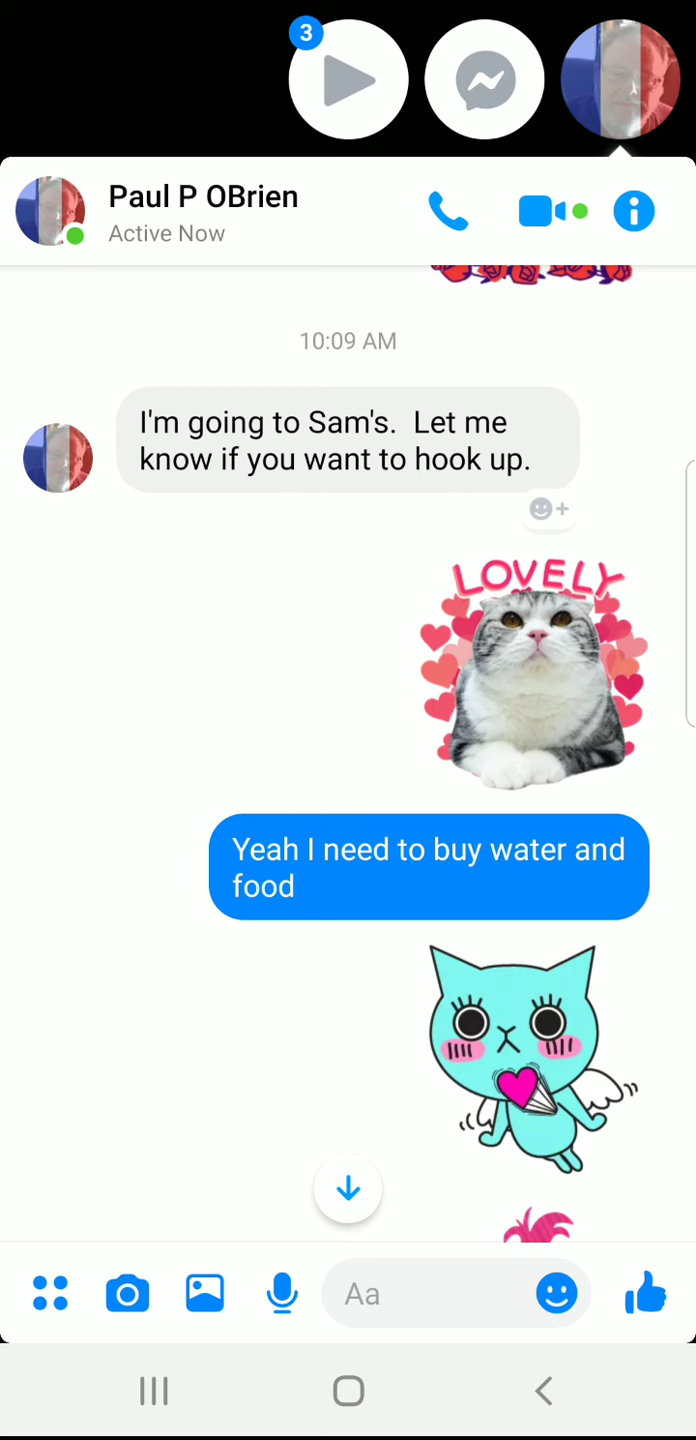 3
Paul P OBrien
Active Now
10:09 AM
I'm going to Sam's.  Let me
know if you want to hook up.
LOVELY
Yeah I need to buy water and
food
Aa